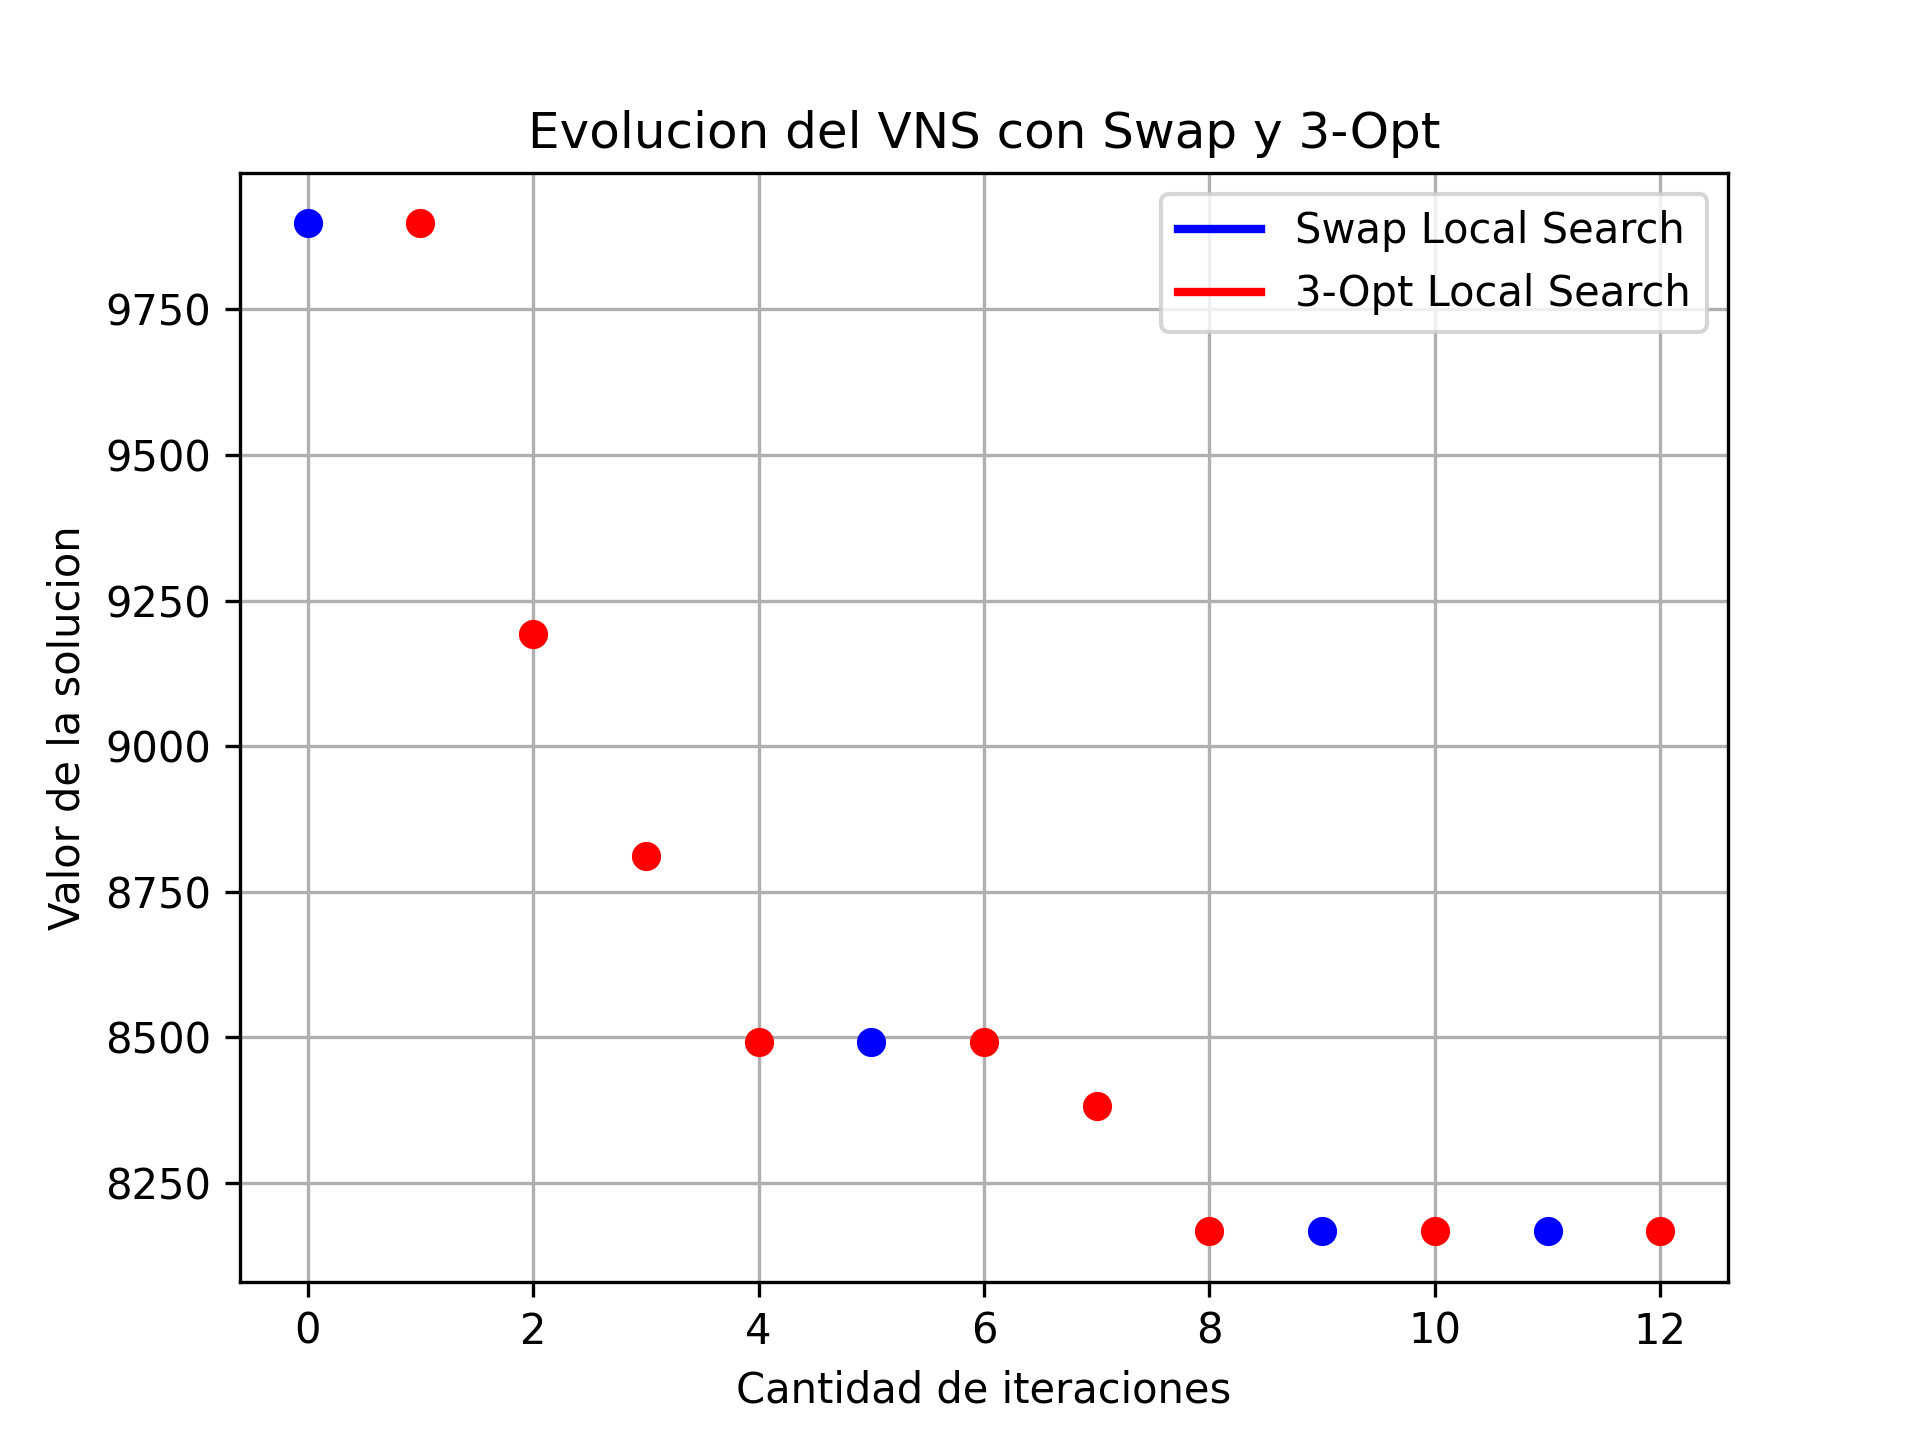 Evolucion del VNS con Swap y 3-Opt
Swap Local Search
3-Opt Local Search
Valor de la solucion
9750
9500
9250
9000
8750
8500
8250
0 2 4 6 8 10 12
Cantidad de iteraciones